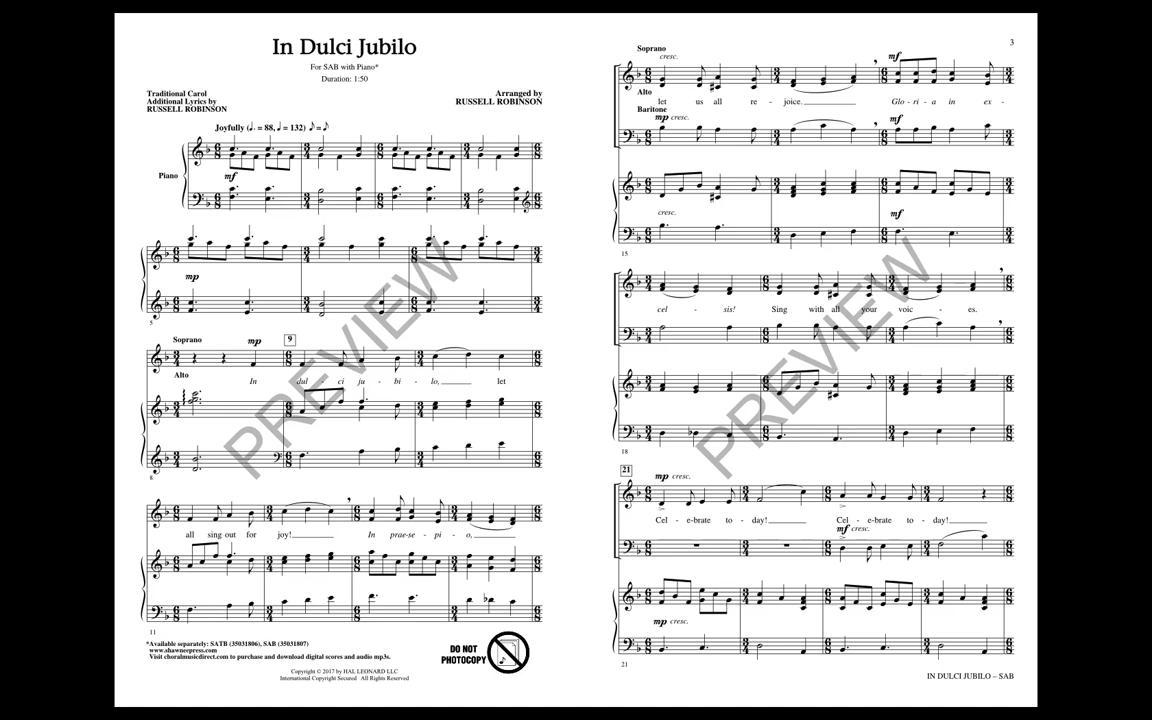 In Dulci Jubilo
For SAB with Piano*
Duration: 1:50
Traditional Carol
Additional Lyrics by
RUSSELL ROBINSON
Arranged by
RUSSELL ROBINSON
Joyfully (♩. = 88, ♩ = 132) ♪ = ♪
Piano
mf
mp
5
Soprano
mp
9
Alto
In dul - ci ju - bi - lo, let
8
all sing out for joy! In prae-se - pi - o,
11
*Available separately: SATB (35031806), SAB (35031807)
www.shawneepress.com
Visit choralmusicdirect.com to purchase and download digital scores and audio mp3s.
DO NOT
PHOTOCOPY
Copyright © 2017 by HAL LEONARD LLC
International Copyright Secured All Rights Reserved
PREVIEW
3
Soprano
cresc.
mf
Alto
let us all re - joice. Glo - ri - a in ex -
Baritone
mp cresc.
mf
cresc.
mf
15
cel - sis! Sing with all your voic - es.
18
21
mp cresc.
Cel - e-brate to - day! Cel - e-brate to - day!
mf cresc.
mp cresc.
21
IN DULCI JUBILO – SAB
PREVIEW